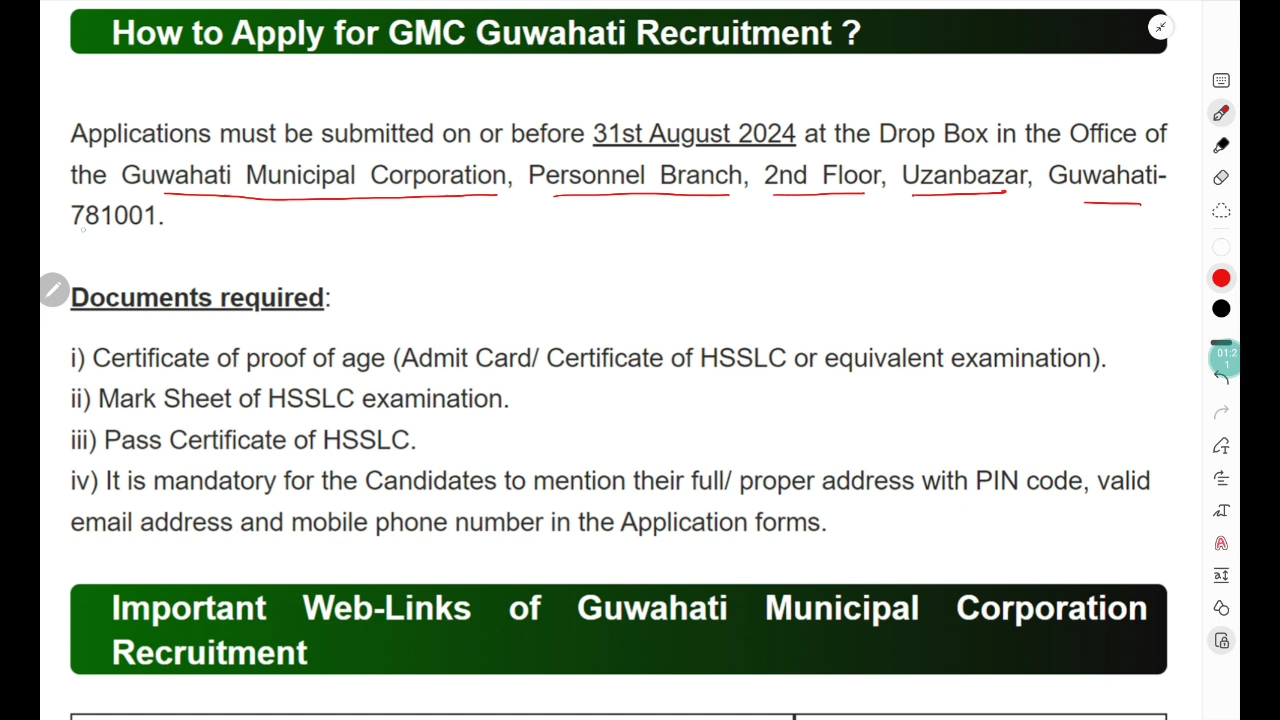 How to Apply for GMC Guwahati Recruitment ?
Applications must be submitted on or before 31st August 2024 at the Drop Box in the Office of
the Guwahati Municipal Corporation, Personnel Branch, 2nd Floor, Uzanbazar, Guwahati-
781001.
Documents required:
i) Certificate of proof of age (Admit Card/ Certificate of HSSLC or equivalent examination).
ii) Mark Sheet of HSSLC examination.
iii) Pass Certificate of HSSLC.
iv) It is mandatory for the Candidates to mention their full/ proper address with PIN code, valid
email address and mobile phone number in the Application forms.
Important Web-Links of Guwahati Municipal Corporation
Recruitment
01:2
1